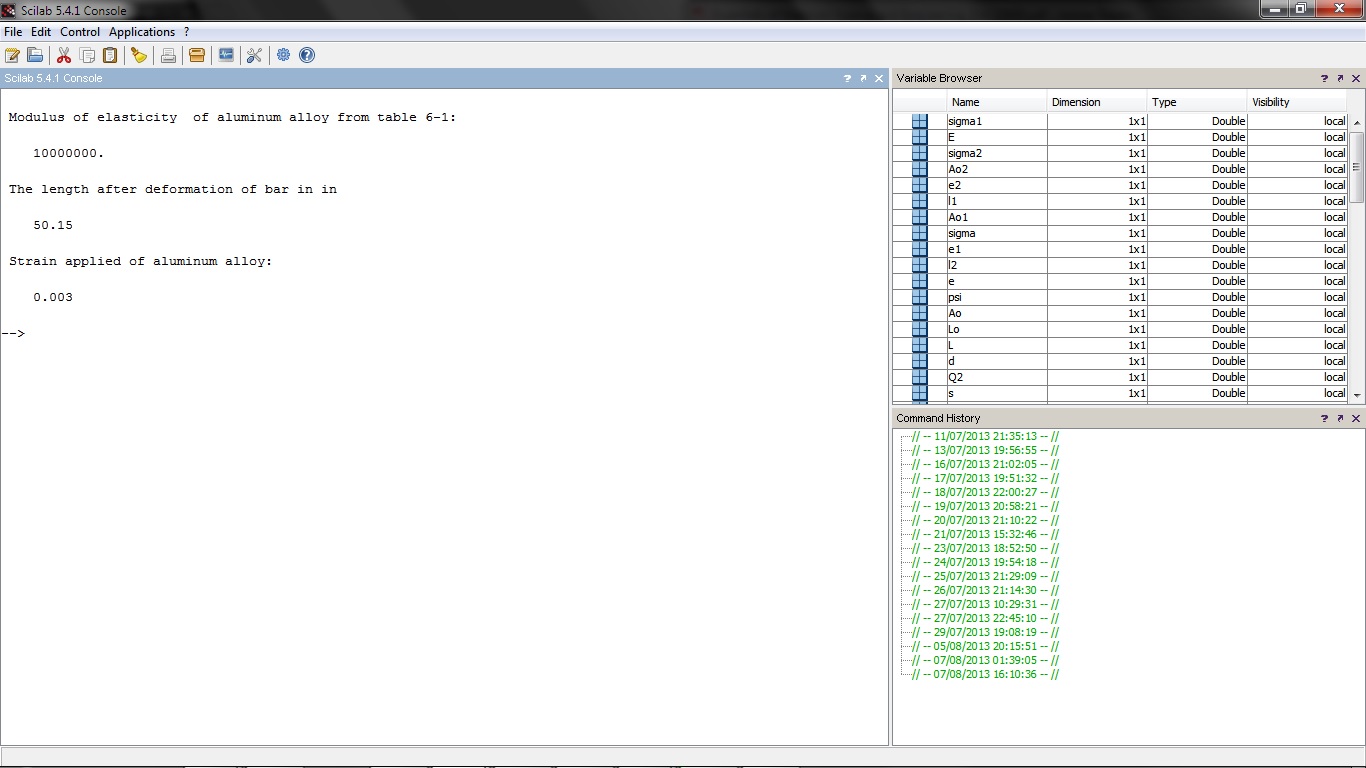 Scilab 5.4.1 Console
File Edit Control Applications ?
Scilab 5.4.1 Console ?
Modulus of elasticity  of aluminum alloy from table 6-1:
10000000.
The length after deformation of bar in in
50.15
Strain applied of aluminum alloy:
0.003
-->
Variable Browser ?
Name Dimension Type Visibility
sigma1 1x1 Double local
E 1x1 Double local
sigma2 1x1 Double local
Ao2 1x1 Double local
e2 1x1 Double local
l1 1x1 Double local
Ao1 1x1 Double local
sigma 1x1 Double local
e1 1x1 Double local
l2 1x1 Double local
e 1x1 Double local
psi 1x1 Double local
Ao 1x1 Double local
Lo 1x1 Double local
L 1x1 Double local
d 1x1 Double local
Q2 1x1 Double local
s 1x1 Double local
Command History ?
// -- 11/07/2013 21:35:13 -- //
// -- 13/07/2013 19:56:55 -- //
// -- 16/07/2013 21:02:05 -- //
// -- 17/07/2013 19:51:32 -- //
// -- 18/07/2013 22:00:27 -- //
// -- 19/07/2013 20:58:21 -- //
// -- 20/07/2013 21:10:22 -- //
// -- 21/07/2013 15:32:46 -- //
// -- 23/07/2013 18:52:50 -- //
// -- 24/07/2013 19:54:18 -- //
// -- 25/07/2013 21:29:09 -- //
// -- 26/07/2013 21:14:30 -- //
// -- 27/07/2013 10:29:31 -- //
// -- 27/07/2013 22:45:10 -- //
// -- 29/07/2013 19:08:19 -- //
// -- 05/08/2013 20:15:51 -- //
// -- 07/08/2013 01:39:05 -- //
// -- 07/08/2013 16:10:36 -- //